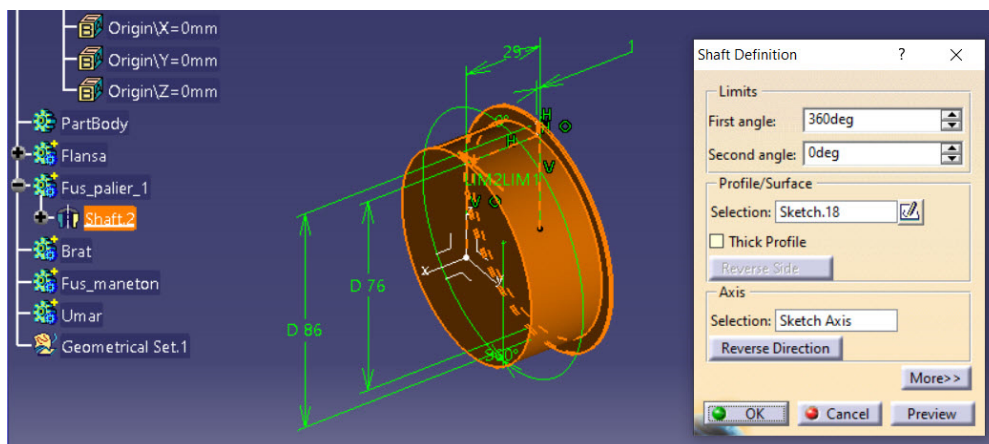 Origin\X=0mm
Origin\Y=0mm
Origin\Z=0mm
PartBody
Flansa
Fus_palier_1
Shaft.2
Brat
Fus_maneton
Umar
Geometrical Set.1
29
1
0°
H
H
H
V
LIM2LIM1
V
z
x
y
D 76
D 86
360°
Shaft Definition ? ×
Limits
First angle: 360deg
Second angle: 0deg
Profile/Surface
Selection: Sketch.18
Thick Profile
Reverse Side
Axis
Selection: Sketch Axis
Reverse Direction
More>>
OK Cancel Preview